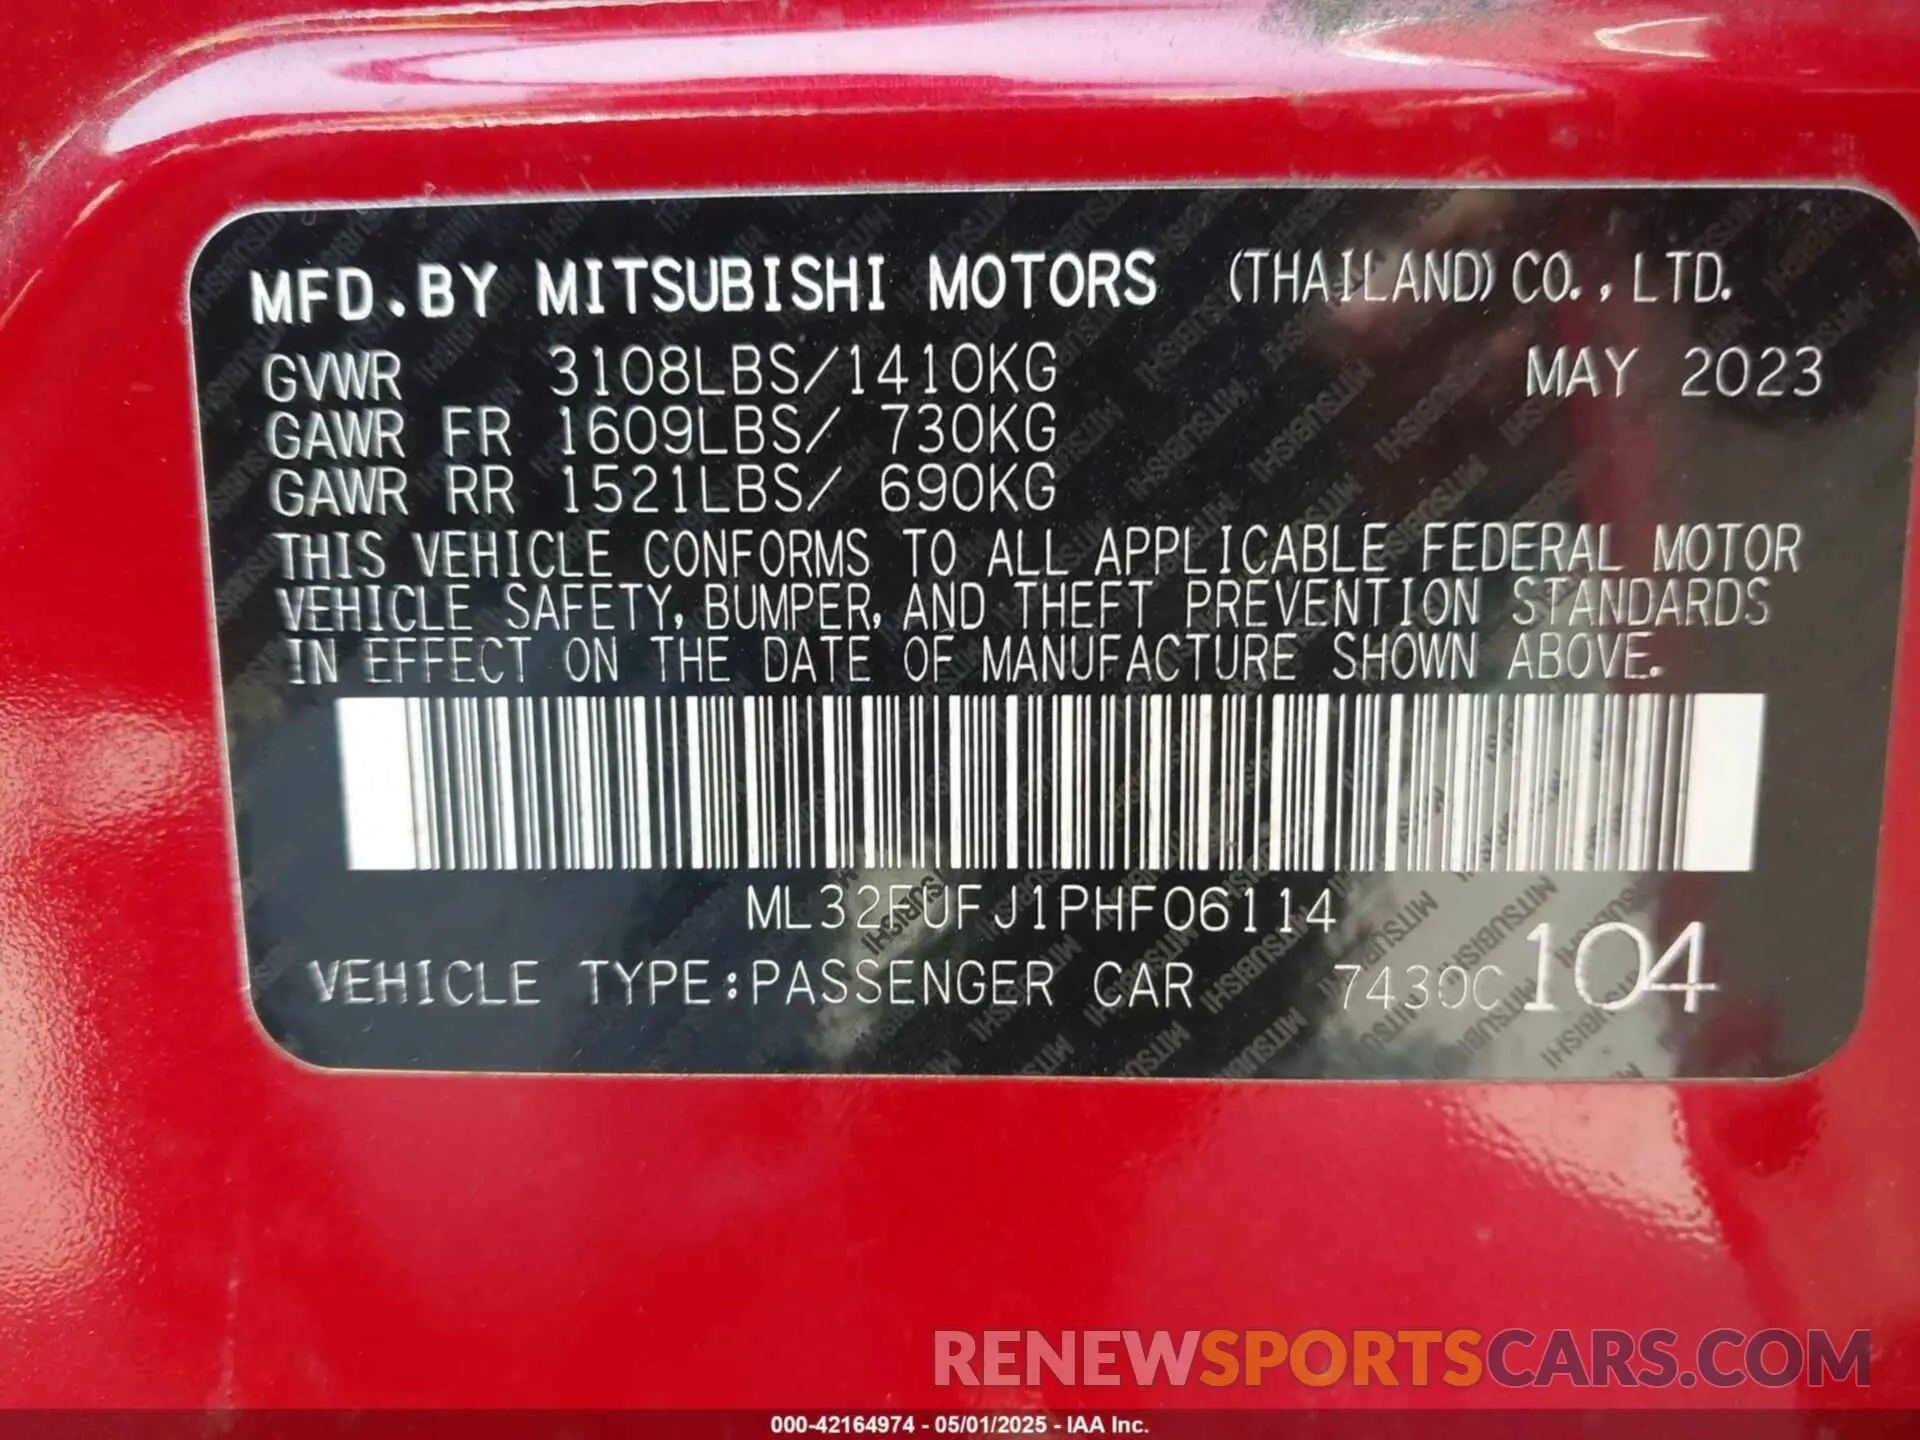 MFD.BY MITSUBISHI MOTORS (THAILAND) CO., LTD.
GVWR 3108LBS/1410KG MAY 2023
GAWR FR 1609LBS/ 730KG
GAWR RR 1521LBS/ 690KG
THIS VEHICLE CONFORMS TO ALL APPLICABLE FEDERAL MOTOR
VEHICLE SAFETY, BUMPER, AND THEFT PREVENTION STANDARDS
IN EFFECT ON THE DATE OF MANUFACTURE SHOWN ABOVE.
ML32FUFJ1PHF06114
VEHICLE TYPE:PASSENGER CAR 7430C 104
RENEWSPORTSCARS.COM
000-42164974 - 05/01/2025 - IAA Inc.